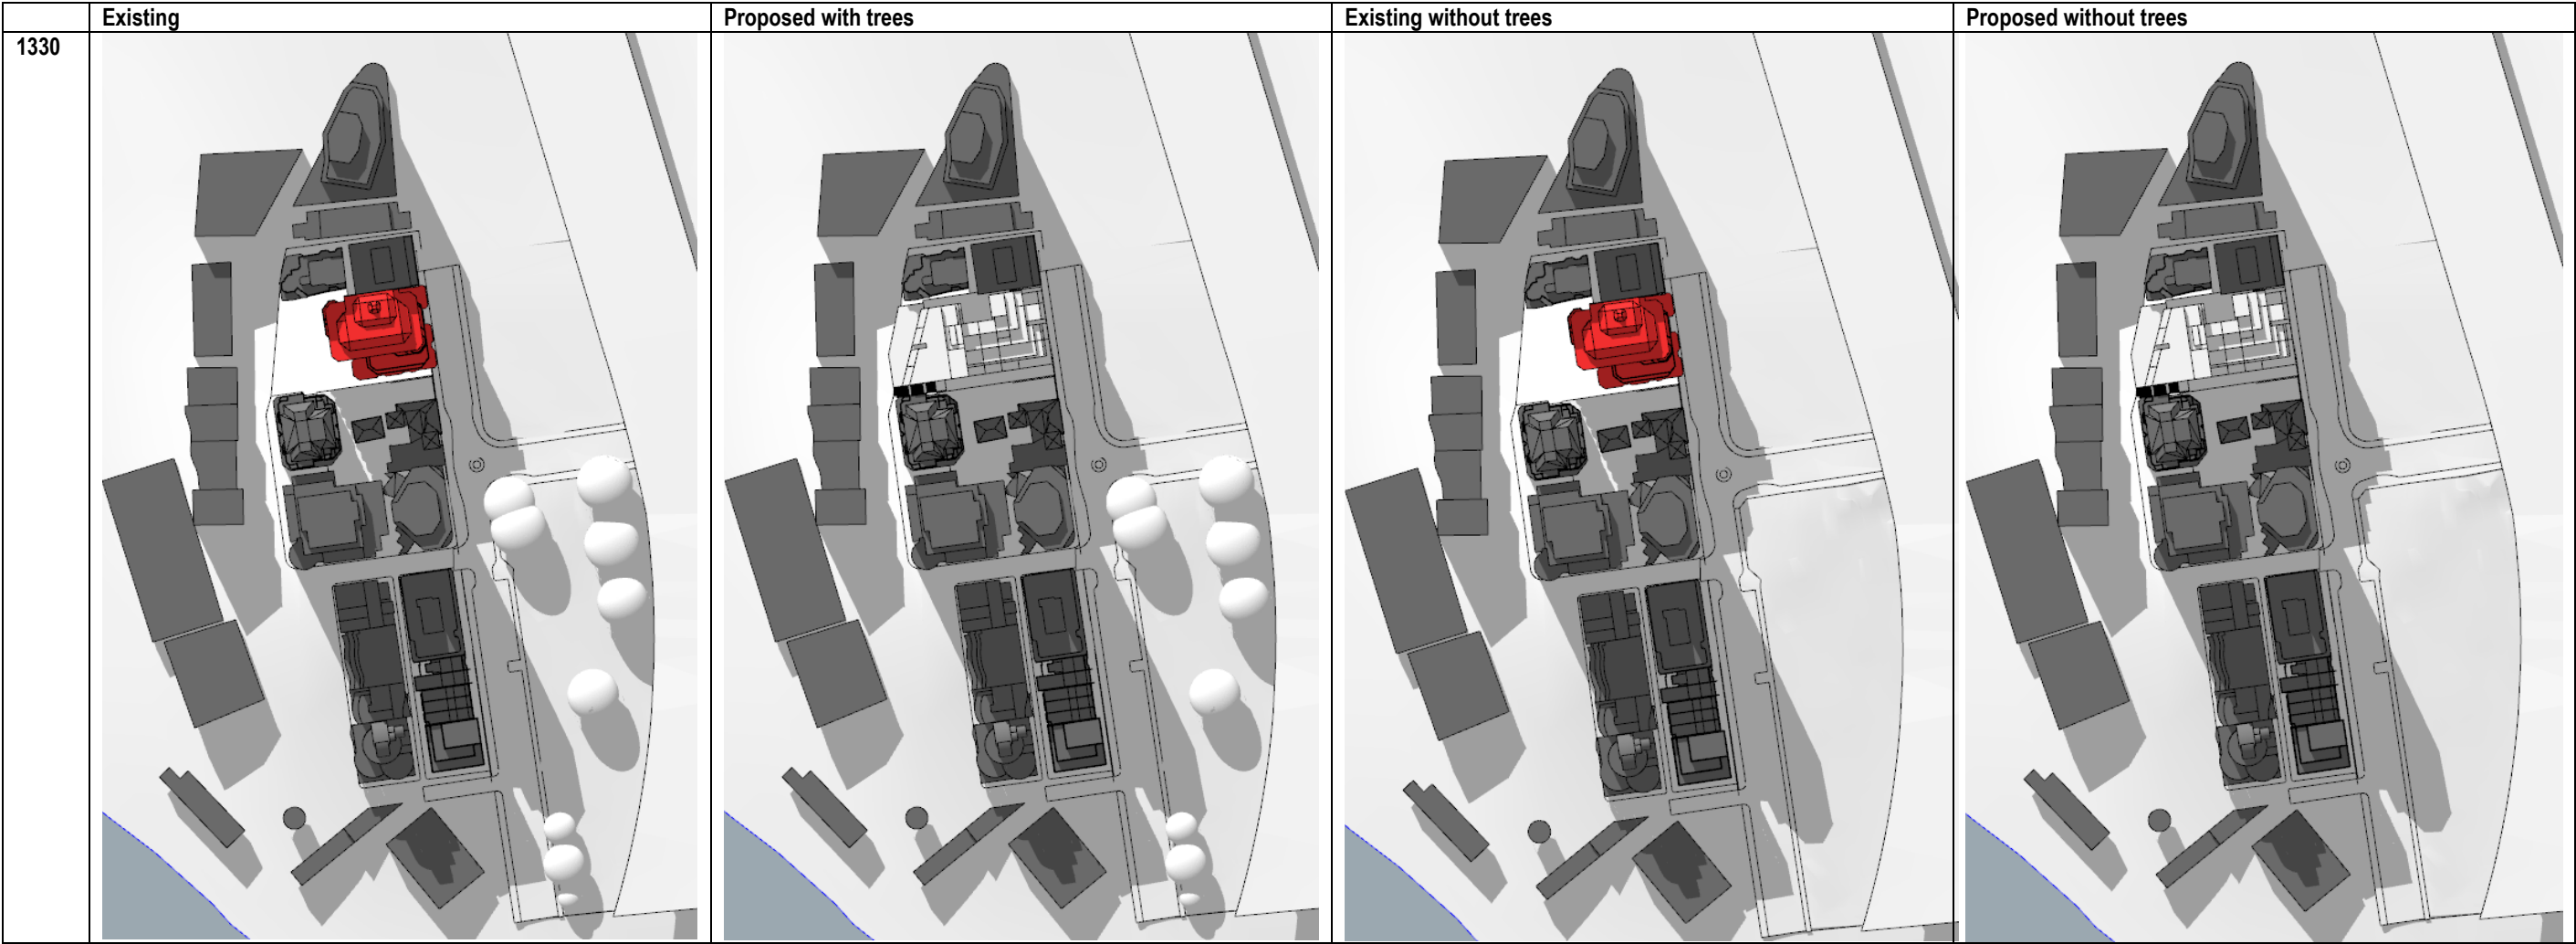 Existing
Proposed with trees
Existing without trees
Proposed without trees
1330